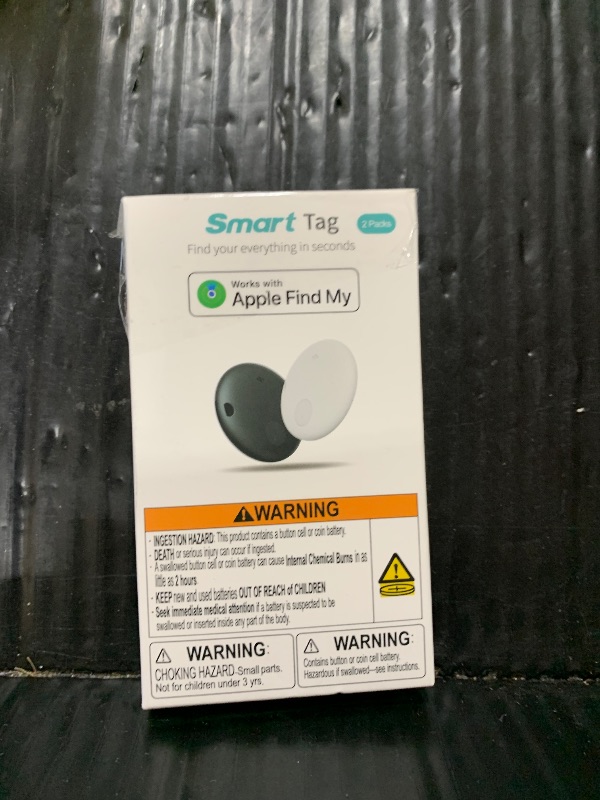 Smart Tag 2 Packs
Find your everything in seconds
Works with
Apple Find My
WARNING
· INGESTION HAZARD: This product contains a button cell or coin battery.
· DEATH or serious injury can occur if ingested.
· A swallowed button cell or coin battery can cause Internal Chemical Burns in as
little as 2 hours
· KEEP new and used batteries OUT OF REACH of CHILDREN
· Seek immediate medical attention if a battery is suspected to be
swallowed or inserted inside any part of the body.
WARNING:
CHOKING HAZARD-Small parts.
Not for children under 3 yrs.
WARNING:
Contains button or coin cell battery.
Hazardous if swallowed—see instructions.